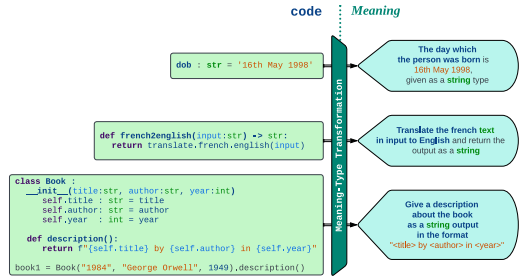 code
Meaning
dob : str = '16th May 1998'
The day which
the person was born is
16th May 1998,
given as a string type
def french2english(input:str) -> str:
return translate.french.english(input)
Meaning-Type Transformation
Translate the french text
in input to English and return the
output as a string
class Book :
__init__(title:str, author:str, year:int)
self.title : str = title
self.author: str = author
self.year : int = year
def description():
return f"{self.title} by {self.author} in {self.year}"
book1 = Book("1984", "George Orwell", 1949).description()
Give a description
about the book
as a string output
in the format
"<title> by <author> in <year>"